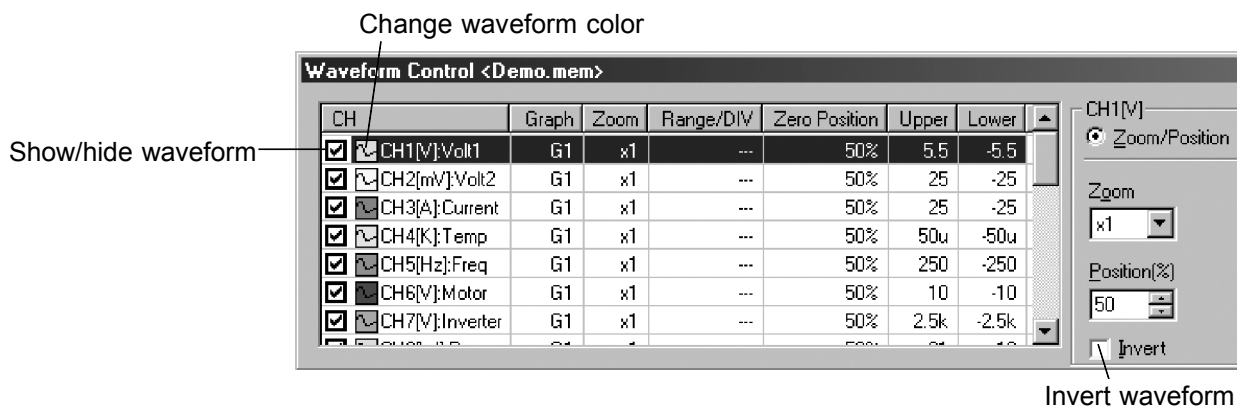 Change waveform color
Waveform Control <Demo.mem>
CH Graph Zoom Range/DIV Zero Position Upper Lower
Show/hide waveform
CH1[V]:Volt1 G1 x1 --- 50% 5.5 -5.5
CH2[mV]:Volt2 G1 x1 --- 50% 25 -25
CH3[A]:Current G1 x1 --- 50% 25 -25
CH4[K]:Temp G1 x1 --- 50% 50u -50u
CH5[Hz]:Freq G1 x1 --- 50% 250 -250
CH6[V]:Motor G1 x1 --- 50% 10 -10
CH7[V]:Inverter G1 x1 --- 50% 2.5k -2.5k
CH1[V]
Zoom/Position
Zoom
x1
Position(%)
50
Invert
Invert waveform